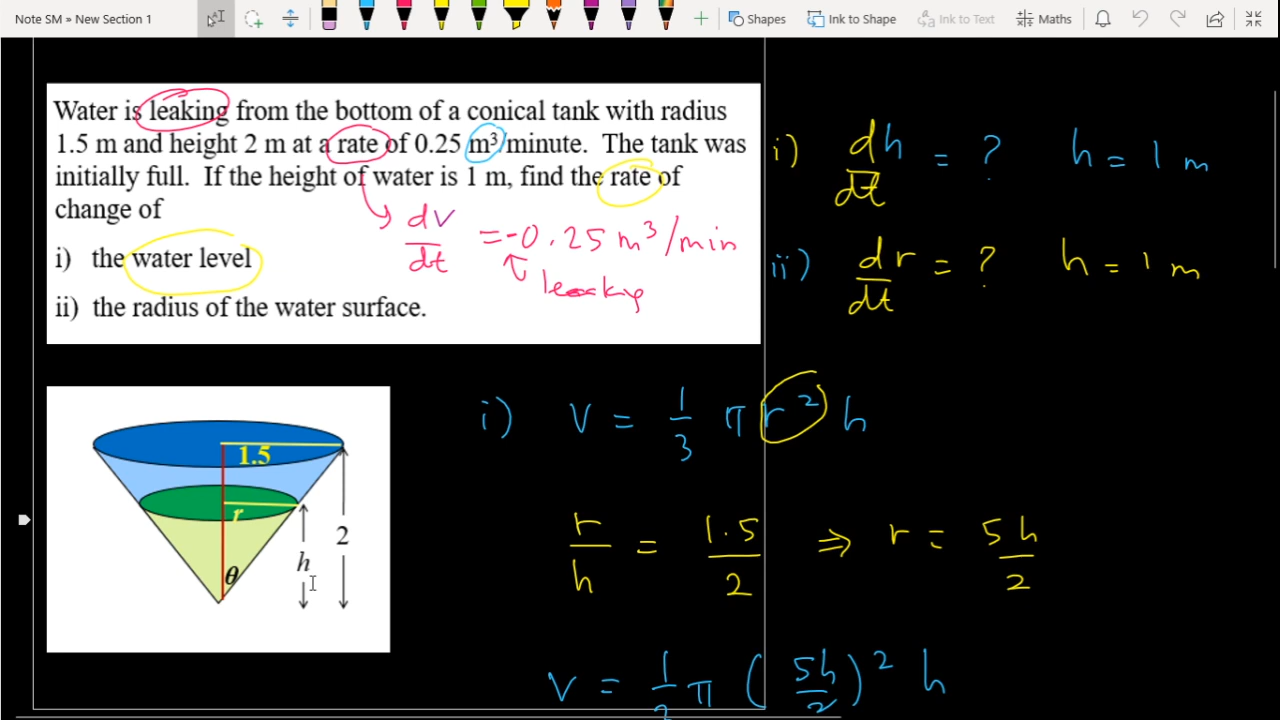 Note SM » New Section 1
Shapes
Ink to Shape
Ink to Text
Maths
Water is leaking from the bottom of a conical tank with radius
1.5 m and height 2 m at a rate of 0.25 m³/minute. The tank was
initially full. If the height of water is 1 m, find the rate of
change of
i) the water level
ii) the radius of the water surface.
dv/dt = -0.25 m³/min
leaking
i) dh/dt = ? h = 1 m
ii) dr/dt = ? h = 1 m
1.5
r
2
h
θ
i) V = 1/3 π r² h
r/h = 1.5/2 ⇒ r = 5h/2
V = 1/3 π (5h/2)² h